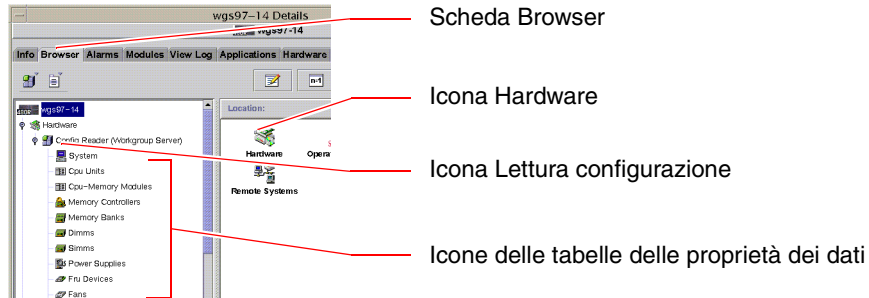 wgs97-14 Details
wgs97-14
Info Browser Alarms Modules View Log Applications Hardware
Scheda Browser
wgs97-14
Location:
Hardware
Icona Hardware
Config Reader (Workgroup Server)
System
Hardware
Opera
Icona Lettura configurazione
Cpu Units
Cpu-Memory Modules
Remote Systems
Memory Controllers
Memory Banks
Dimms
Icone delle tabelle delle proprietà dei dati
Simms
Power Supplies
Fru Devices
Fans